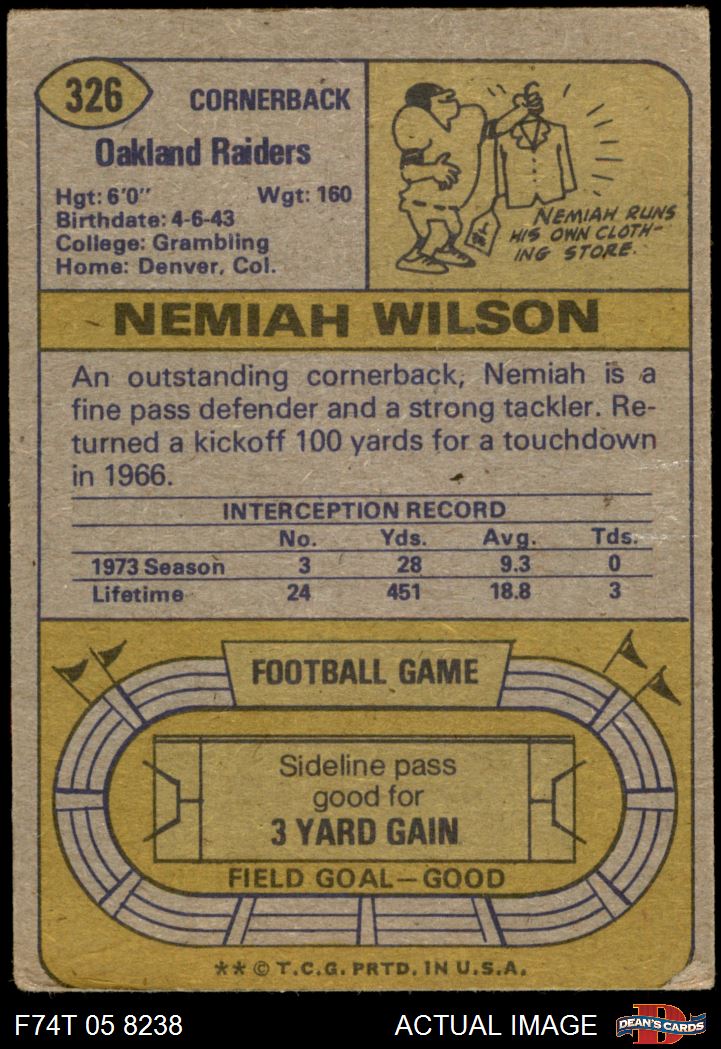 326
CORNERBACK
Oakland Raiders
Hgt: 6'0" Wgt: 160
Birthdate: 4-6-43
College: Grambling
Home: Denver, Col.
NEMIAH RUNS
HIS OWN CLOTH-
ING STORE.
NEMIAH WILSON
An outstanding cornerback, Nemiah is a
fine pass defender and a strong tackler. Re-
turned a kickoff 100 yards for a touchdown
in 1966.
INTERCEPTION RECORD
No. Yds. Avg. Tds.
1973 Season 3 28 9.3 0
Lifetime 24 451 18.8 3
FOOTBALL GAME
Sideline pass
good for
3 YARD GAIN
FIELD GOAL—GOOD
** © T.C.G. PRTD. IN U.S.A.
F74T 05 8238 ACTUAL IMAGE
D
DEAN'S CARDS